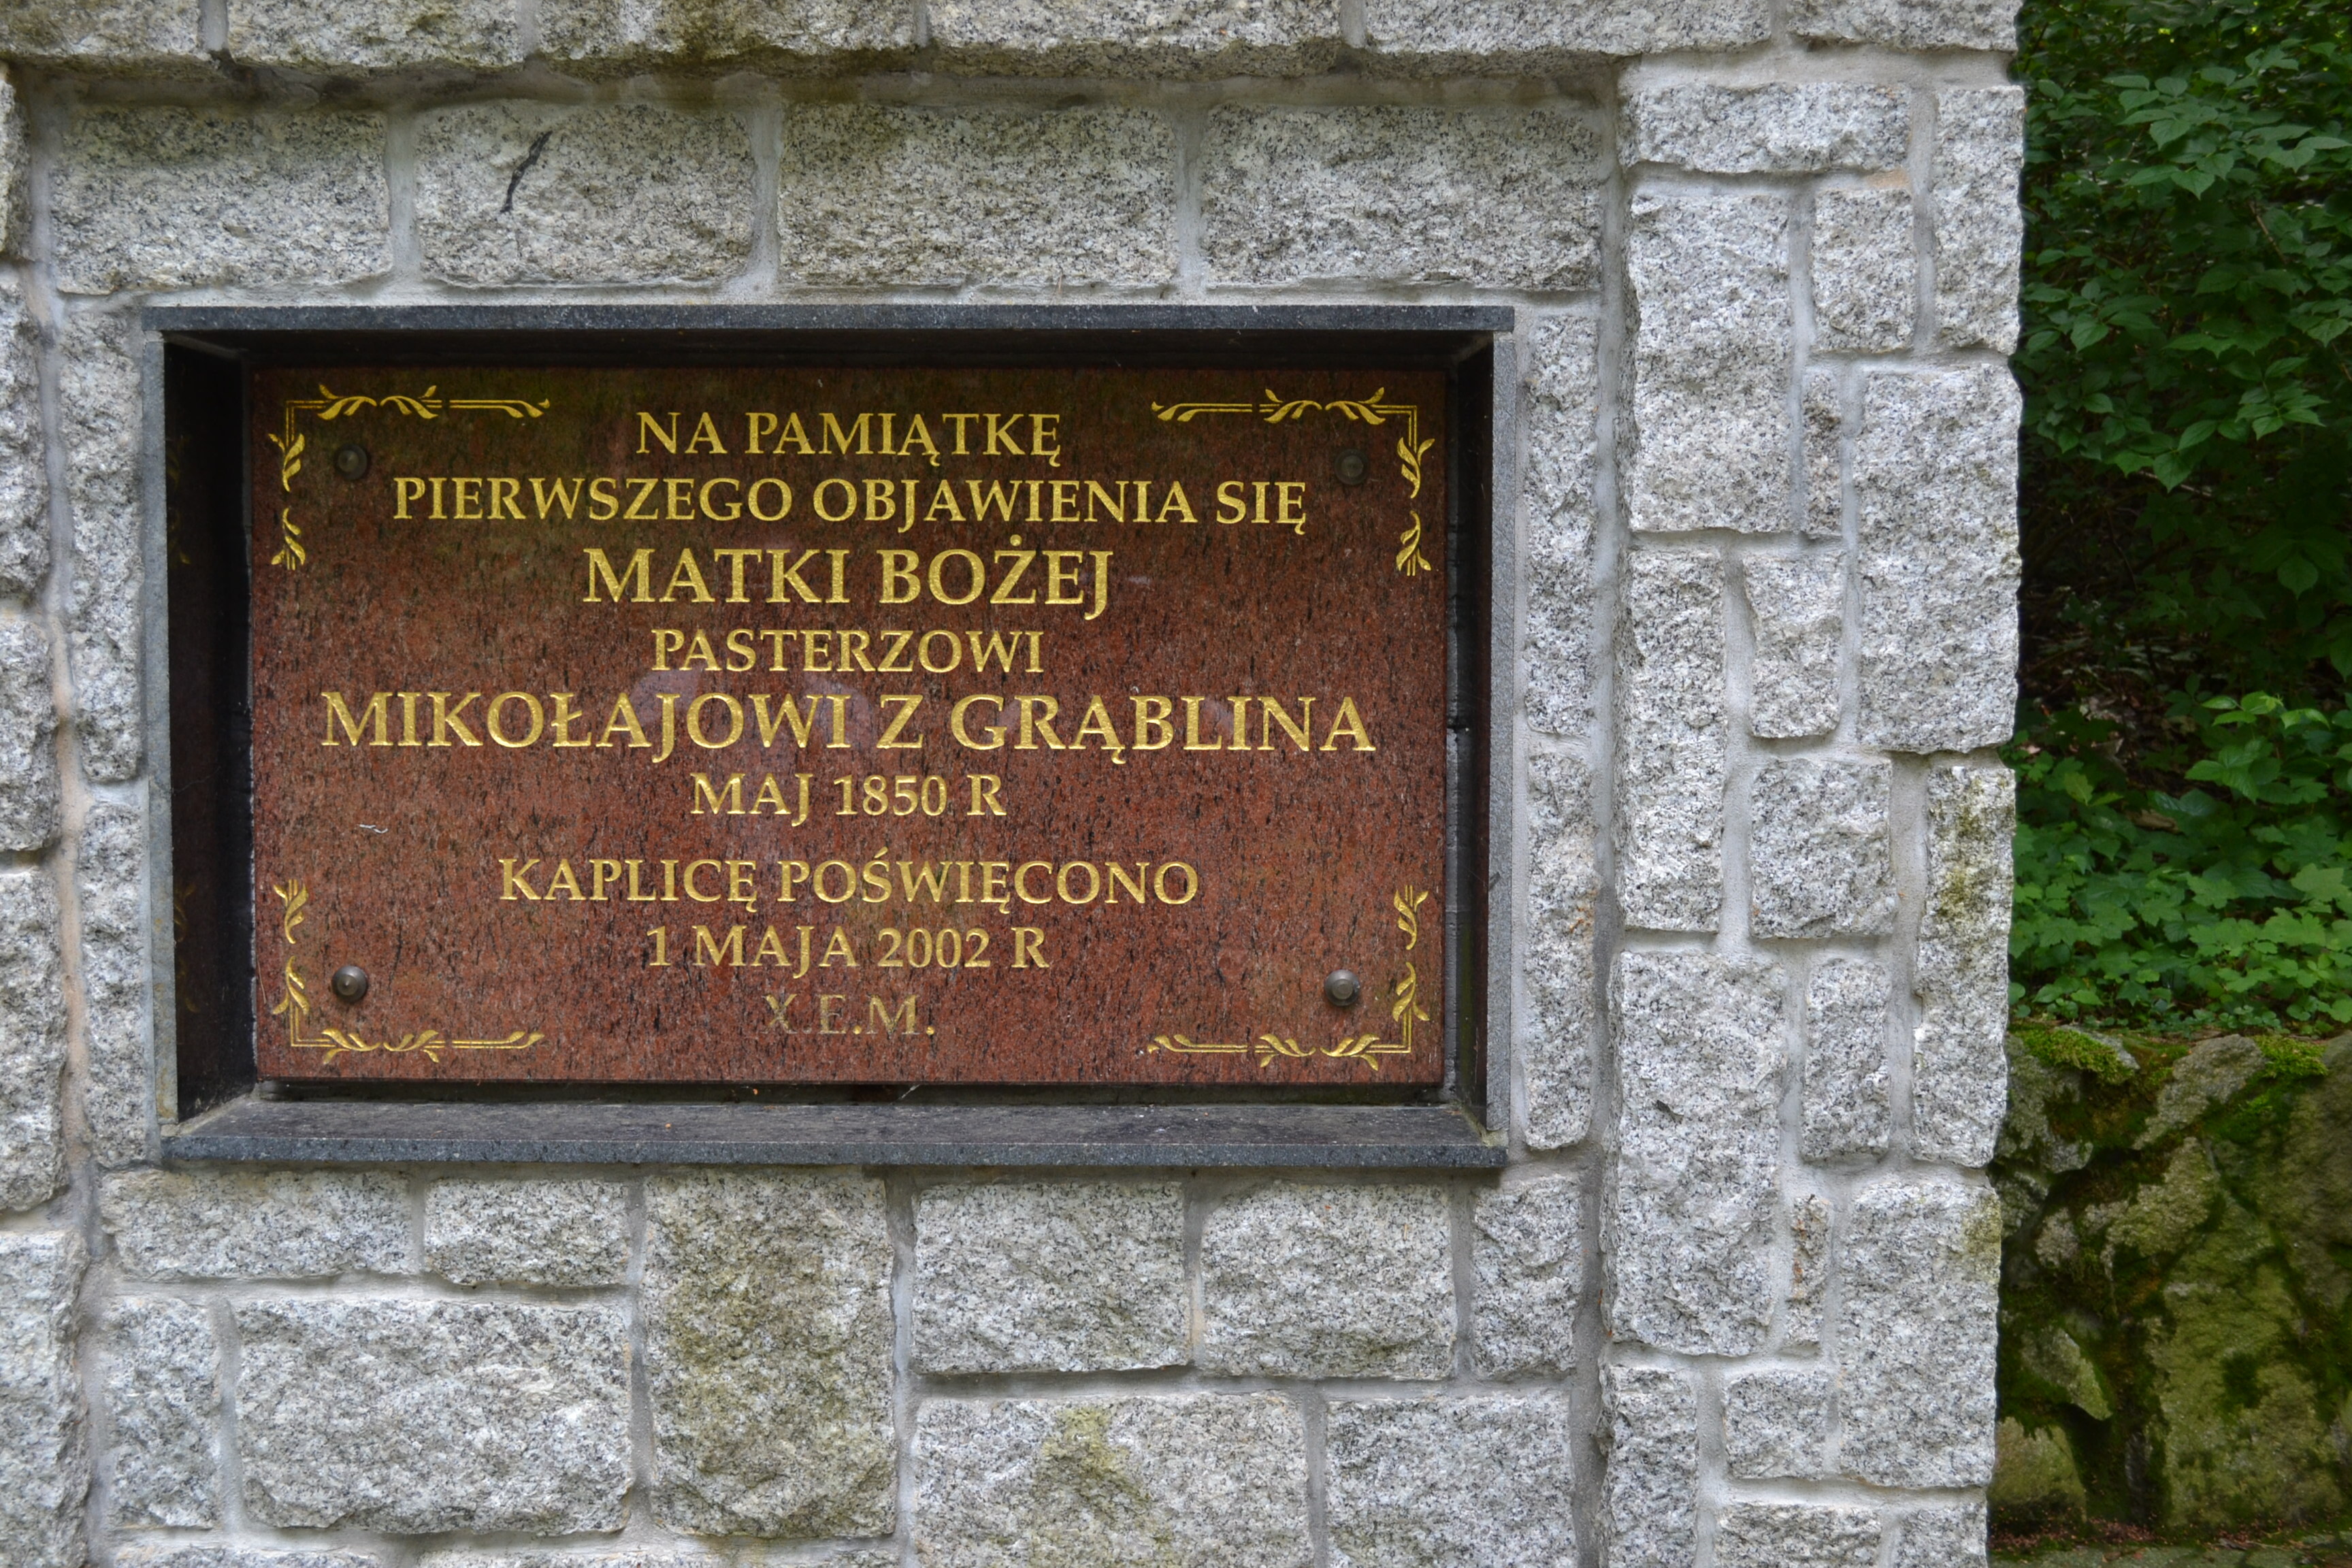 NA PAMIĄTKĘ
PIERWSZEGO OBJAWIENIA SIĘ
MATKI BOŻEJ
PASTERZOWI
MIKOŁAJOWI Z GRĄBLINA
MAJ 1850 R
KAPLICĘ POŚWIĘCONO
1 MAJA 2002 R
X.E.M.